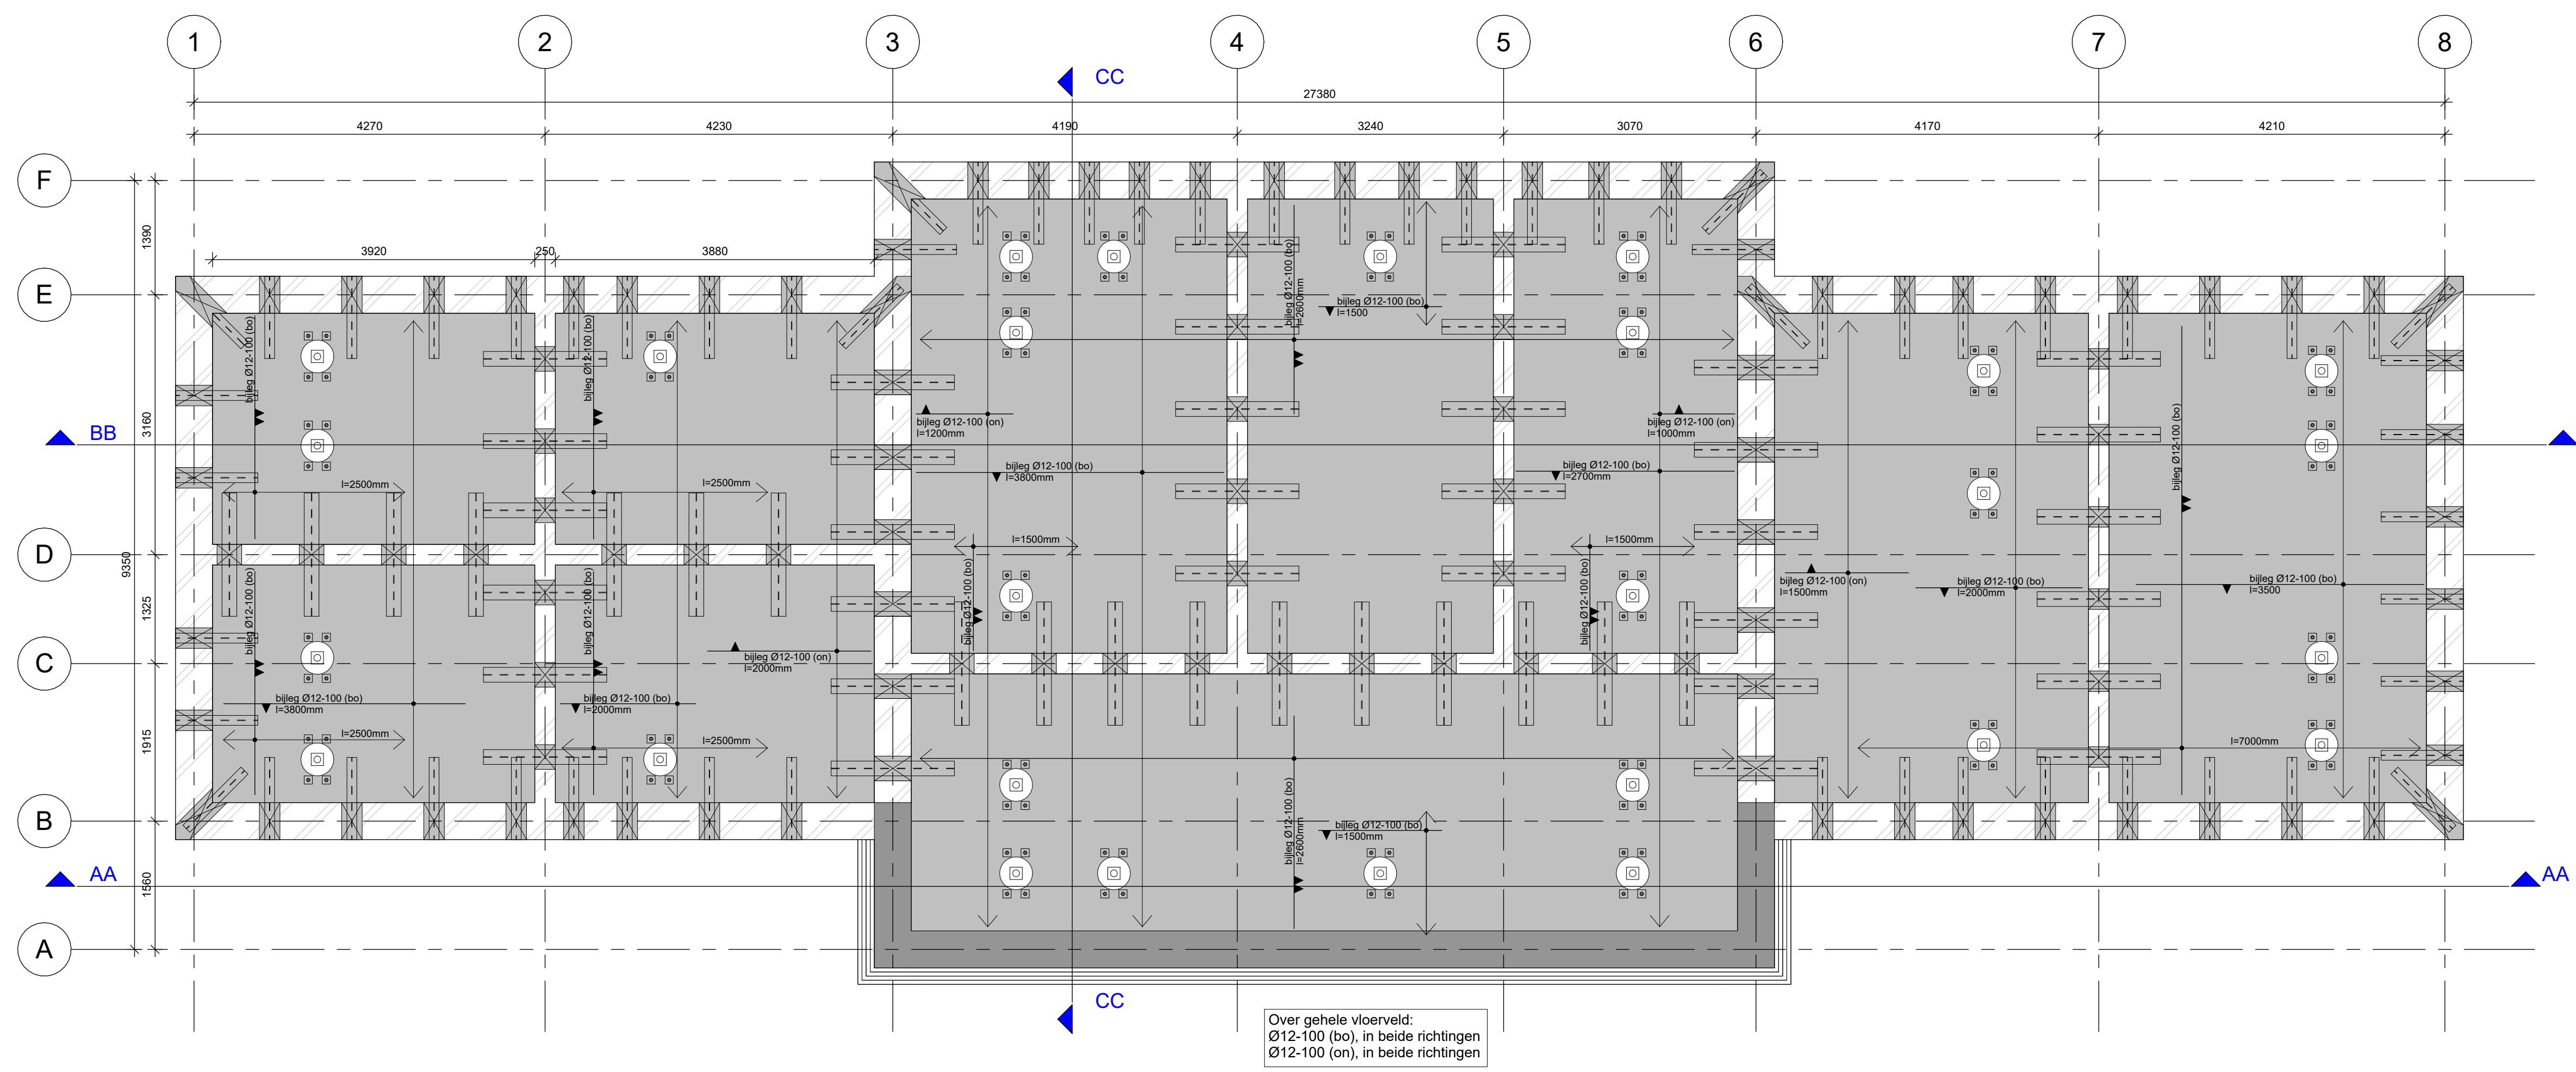 1
2
3
4
5
6
7
8
CC
27380
4270
4230
4190
3240
3070
4170
4210
F
1390
3920
250
3880
E
bijleg Ø12-100 (bo)
bijleg Ø12-100 (bo)
bijleg Ø12-100 (bo)
l=2600mm
bijleg Ø12-100 (bo)
l=1500
3160
BB
bijleg Ø12-100 (on)
l=1200mm
bijleg Ø12-100 (on)
l=1000mm
bijleg Ø12-100 (bo)
bijleg Ø12-100 (bo)
l=3800mm
bijleg Ø12-100 (bo)
l=2700mm
l=2500mm
l=2500mm
D
9350
l=1500mm
l=1500mm
1325
bijleg Ø12-100 (bo)
bijleg Ø12-100 (bo)
bijleg Ø12-100 (bo)
bijleg Ø12-100 (bo)
bijleg Ø12-100 (on)
l=1500mm
bijleg Ø12-100 (bo)
l=2000mm
bijleg Ø12-100 (bo)
l=3500
C
bijleg Ø12-100 (on)
l=2000mm
bijleg Ø12-100 (bo)
l=3800mm
bijleg Ø12-100 (bo)
l=2000mm
1915
l=2500mm
l=2500mm
l=7000mm
B
bijleg Ø12-100 (bo)
l=2600mm
bijleg Ø12-100 (bo)
l=1500mm
AA
AA
1560
A
CC
Over gehele vloerveld:
Ø12-100 (bo), in beide richtingen
Ø12-100 (on), in beide richtingen